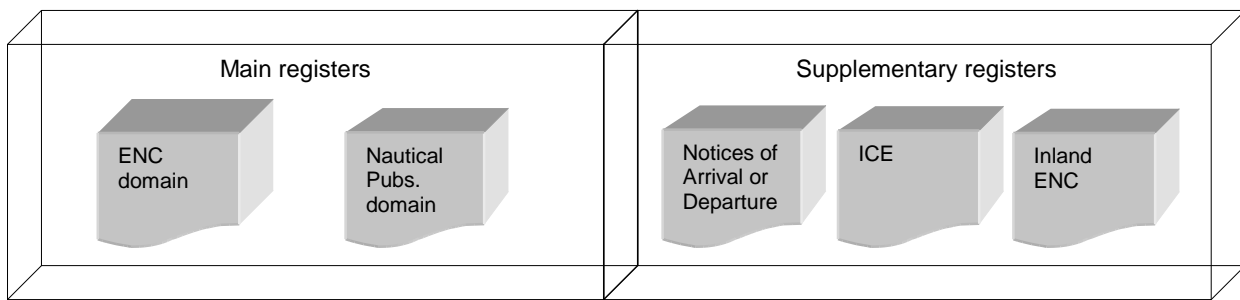 Main registers
Supplementary registers
ENC
domain
Nautical
Pubs.
domain
Notices of
Arrival or
Departure
ICE
Inland
ENC